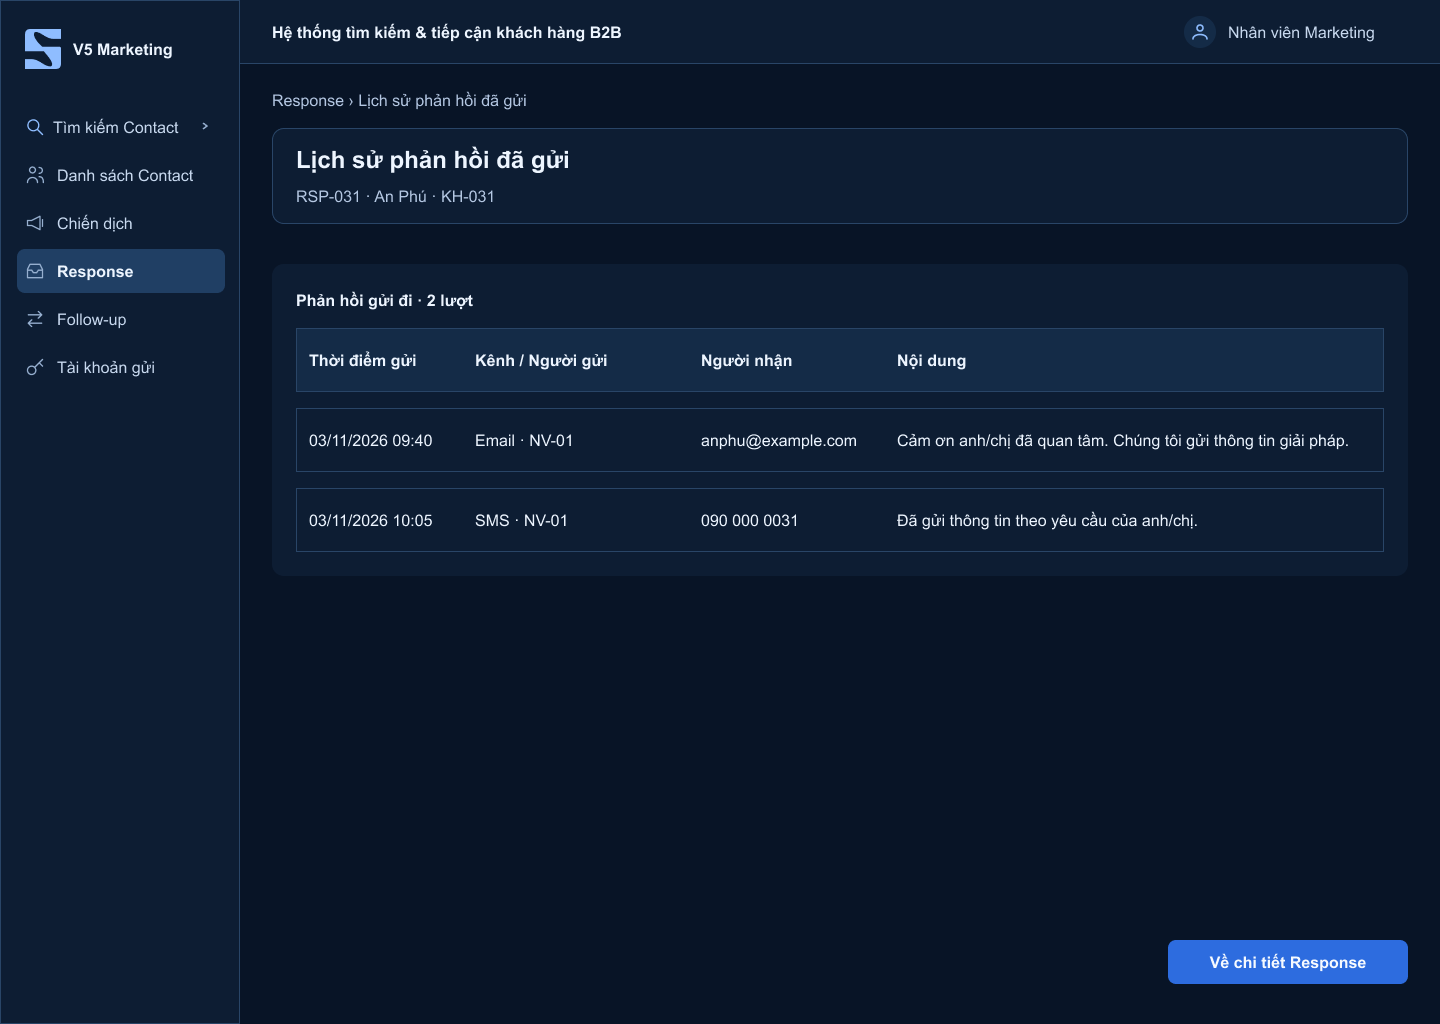 V5 Marketing
Tìm kiếm Contact
Danh sách Contact
Chiến dịch
Response
Follow-up
Tài khoản gửi
Hệ thống tìm kiếm & tiếp cận khách hàng B2B
Nhân viên Marketing
Response › Lịch sử phản hồi đã gửi
Lịch sử phản hồi đã gửi
RSP-031 · An Phú · KH-031
Phản hồi gửi đi · 2 lượt
Thời điểm gửi Kênh / Người gửi Người nhận Nội dung
03/11/2026 09:40 Email · NV-01 anphu@example.com Cảm ơn anh/chị đã quan tâm. Chúng tôi gửi thông tin giải pháp.
03/11/2026 10:05 SMS · NV-01 090 000 0031 Đã gửi thông tin theo yêu cầu của anh/chị.
Về chi tiết Response